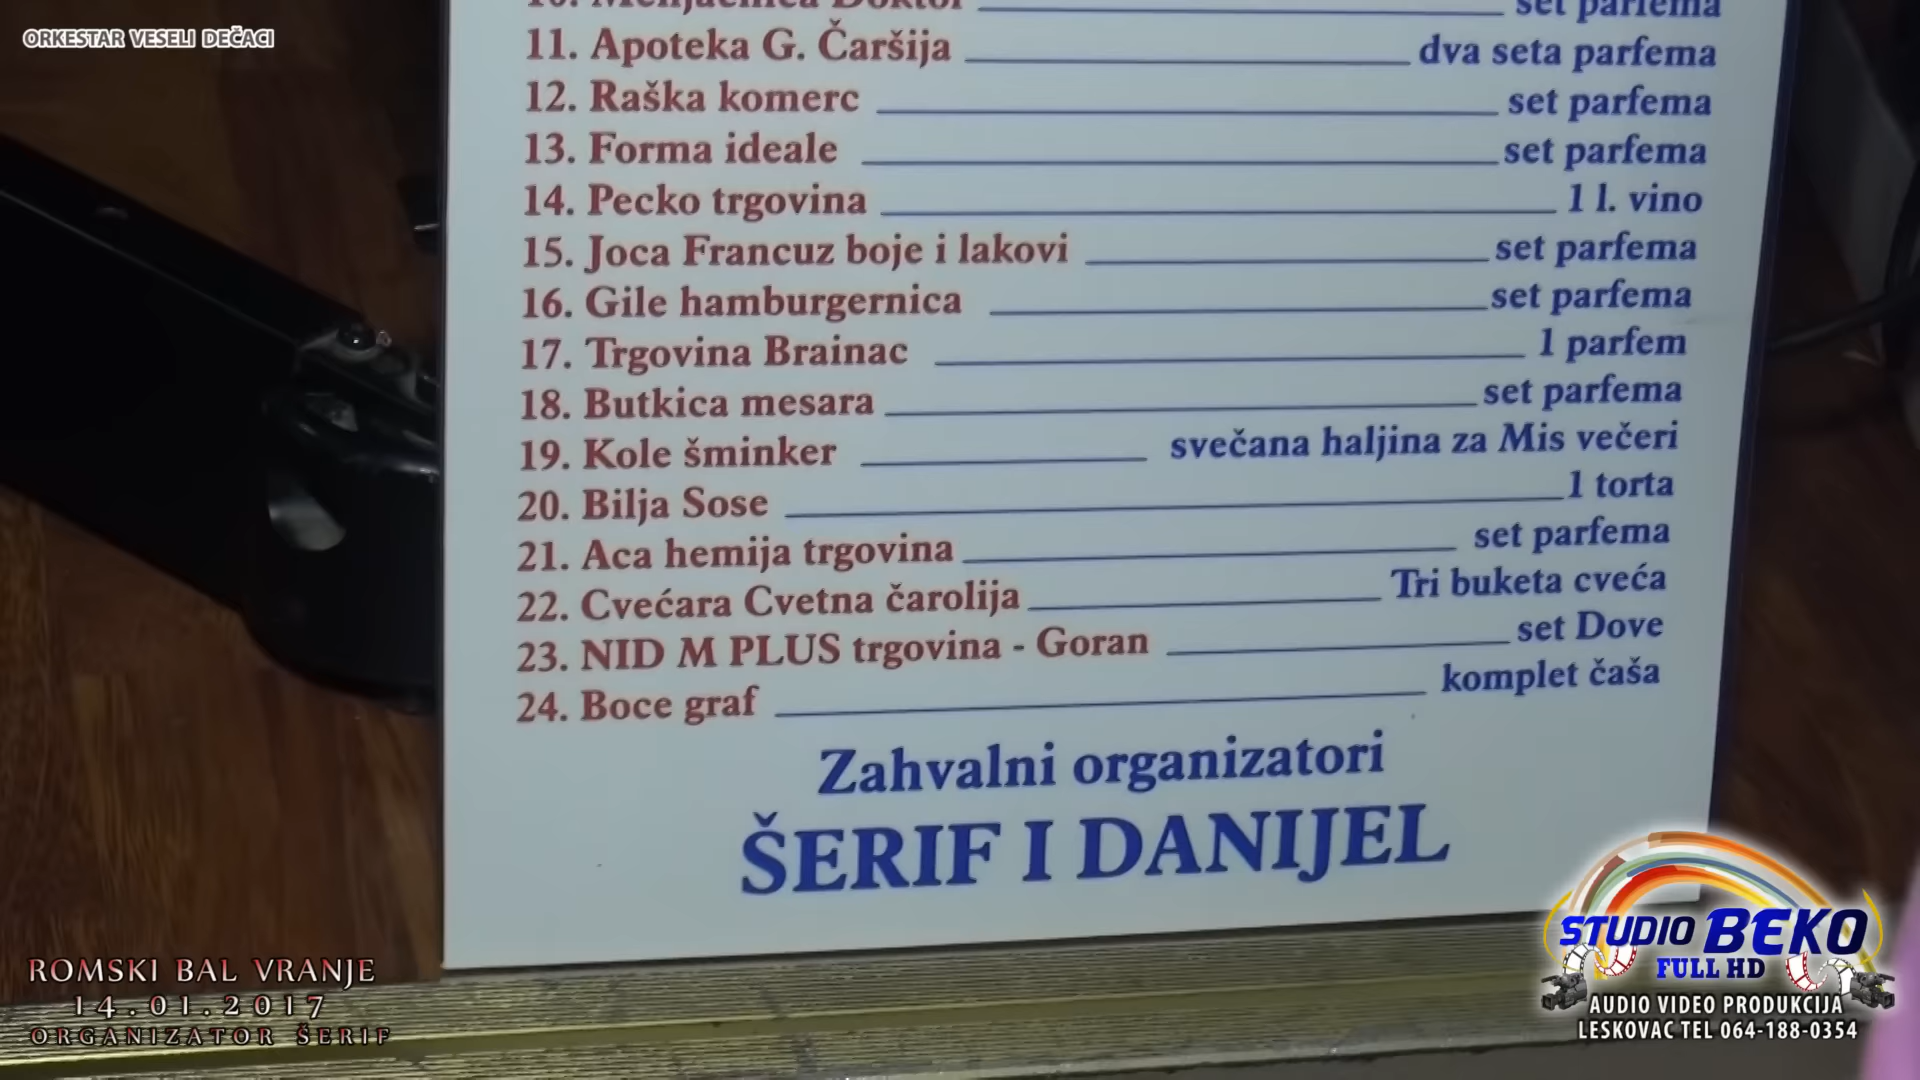 ORKESTAR VESELI DEČACI
10. Menjačnica Doktor set parfema
11. Apoteka G. Čaršija dva seta parfema
12. Raška komerc set parfema
13. Forma ideale set parfema
14. Pecko trgovina 1 l. vino
15. Joca Francuz boje i lakovi set parfema
16. Gile hamburgernica set parfema
17. Trgovina Brainac 1 parfem
18. Butkica mesara set parfema
19. Kole šminker svečana haljina za Mis večeri
20. Bilja Sose 1 torta
21. Aca hemija trgovina set parfema
22. Cvećara Cvetna čarolija Tri buketa cveća
23. NID M PLUS trgovina - Goran set Dove
24. Boce graf komplet čaša
Zahvalni organizatori
ŠERIF I DANIJEL
ROMSKI BAL VRANJE
14.01.2017
ORGANIZATOR ŠERIF
STUDIO BEKO
FULL HD
AUDIO VIDEO PRODUKCIJA
LESKOVAC TEL 064-188-0354